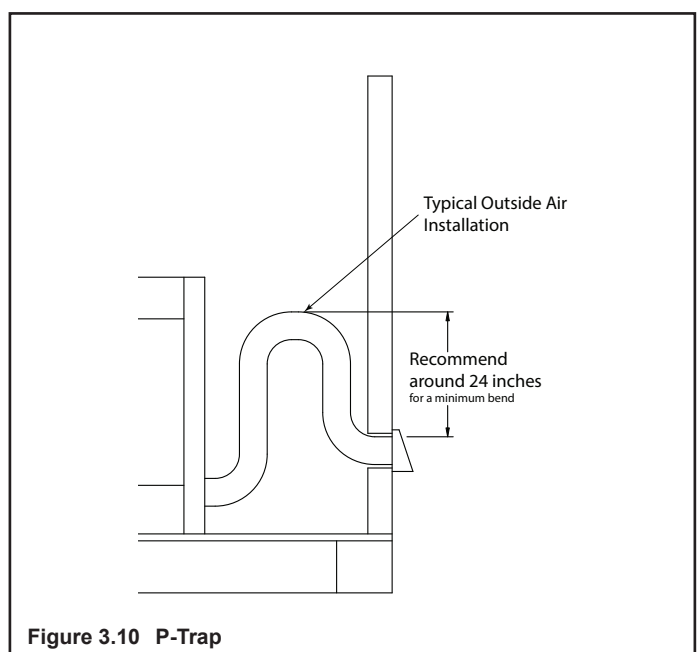 Typical Outside Air
Installation
Recommend
around 24 inches
for a minimum bend
Figure 3.10 P-Trap